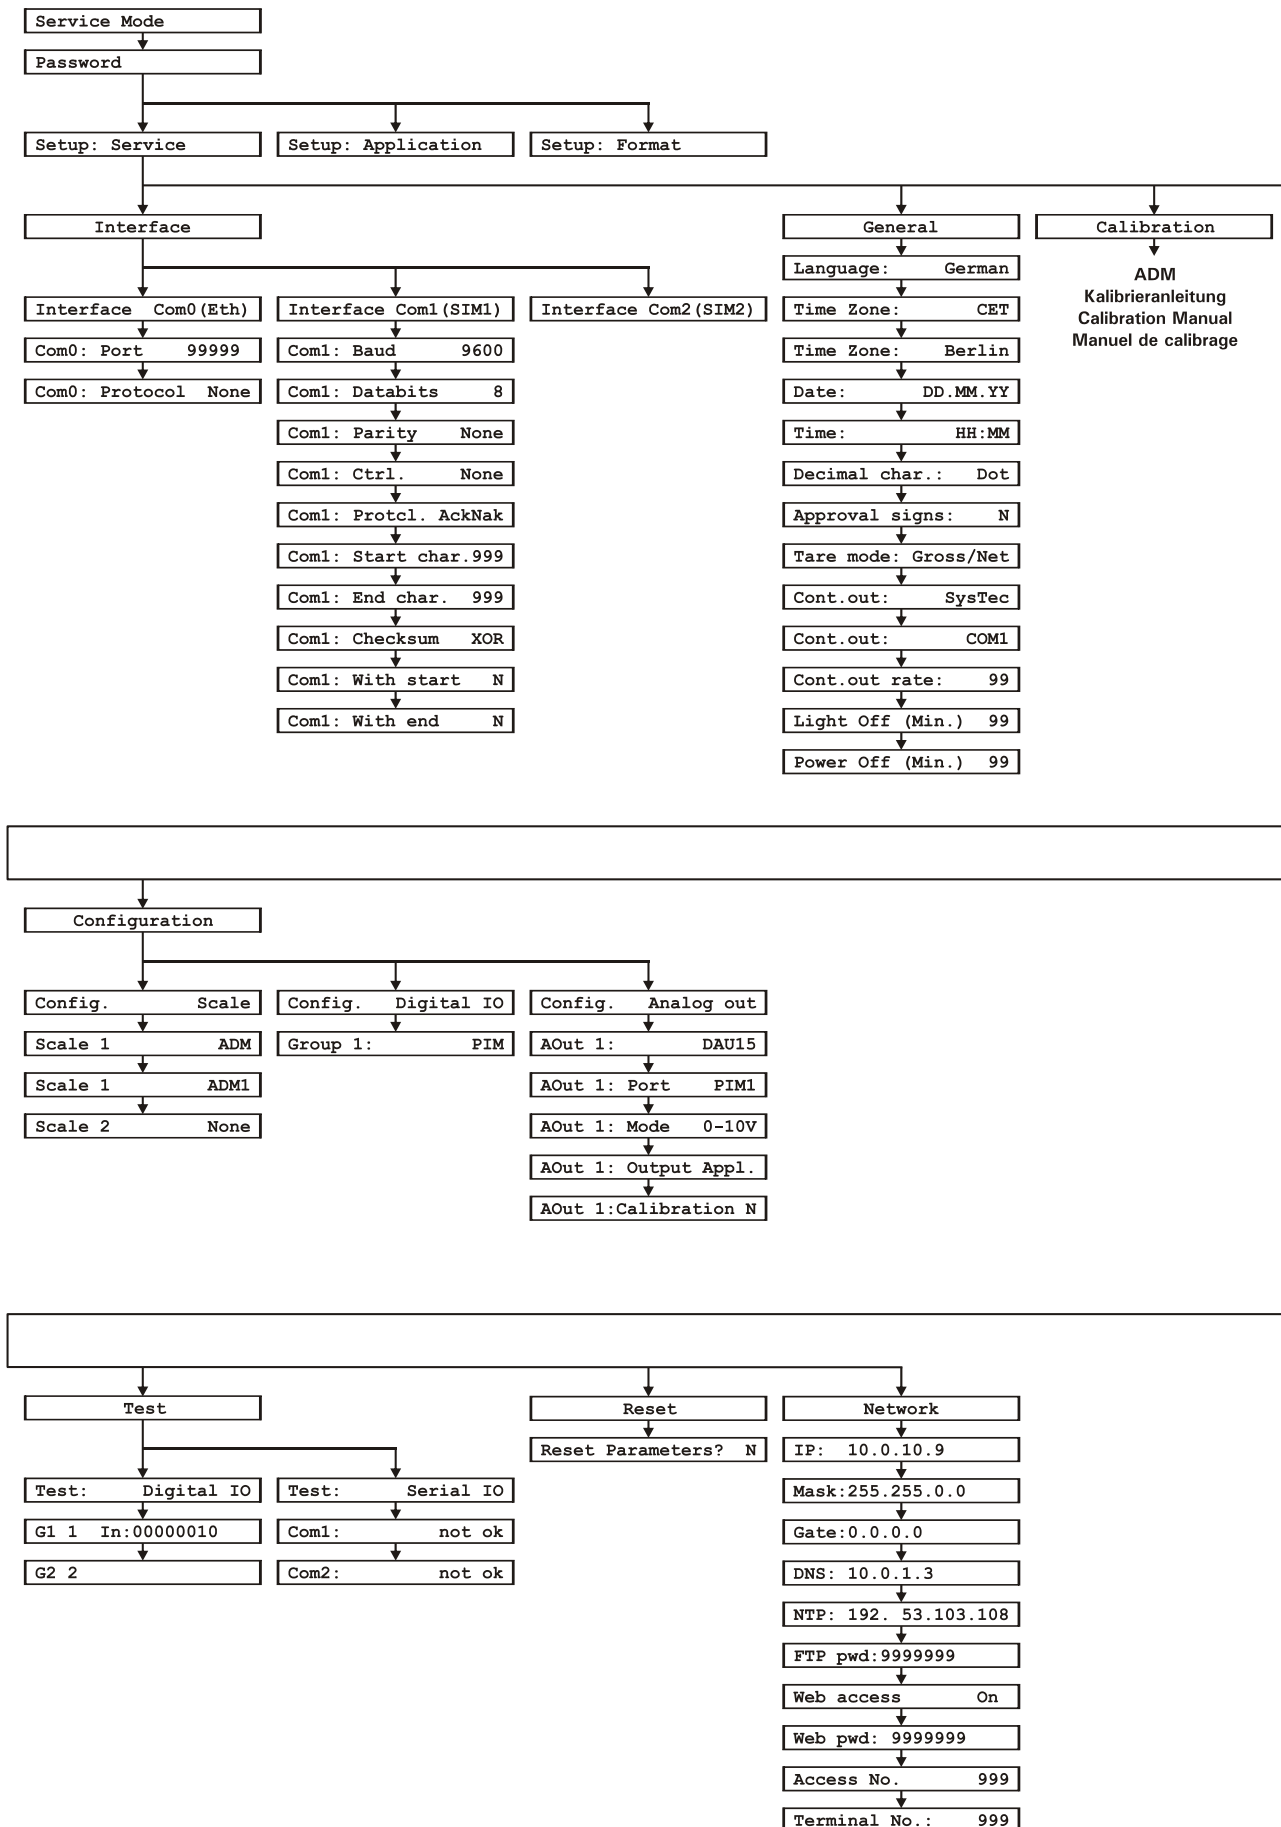 Service Mode
Password
Setup: Service
Setup: Application
Setup: Format
Interface
General
Calibration
Interface Com0(Eth)
Com0: Port 99999
Com0: Protocol None
Interface Com1(SIM1)
Com1: Baud 9600
Com1: Databits 8
Com1: Parity None
Com1: Ctrl. None
Com1: Protcl. AckNak
Com1: Start char.999
Com1: End char. 999
Com1: Checksum XOR
Com1: With start N
Com1: With end N
Interface Com2(SIM2)
Language: German
Time Zone: CET
Time Zone: Berlin
Date: DD.MM.YY
Time: HH:MM
Decimal char.: Dot
Approval signs: N
Tare mode: Gross/Net
Cont.out: SysTec
Cont.out: COM1
Cont.out rate: 99
Light Off (Min.) 99
Power Off (Min.) 99
ADM
Kalibrieranleitung
Calibration Manual
Manuel de calibrage
Configuration
Config. Scale
Scale 1 ADM
Scale 1 ADM1
Scale 2 None
Config. Digital IO
Group 1: PIM
Config. Analog out
AOut 1: DAU15
AOut 1: Port PIM1
AOut 1: Mode 0-10V
AOut 1: Output Appl.
AOut 1:Calibration N
Test
Reset
Network
Test: Digital IO
G1 1 In:00000010
G2 2
Test: Serial IO
Com1: not ok
Com2: not ok
Reset Parameters? N
IP: 10.0.10.9
Mask:255.255.0.0
Gate:0.0.0.0
DNS: 10.0.1.3
NTP: 192. 53.103.108
FTP pwd:9999999
Web access On
Web pwd: 9999999
Access No. 999
Terminal No.: 999